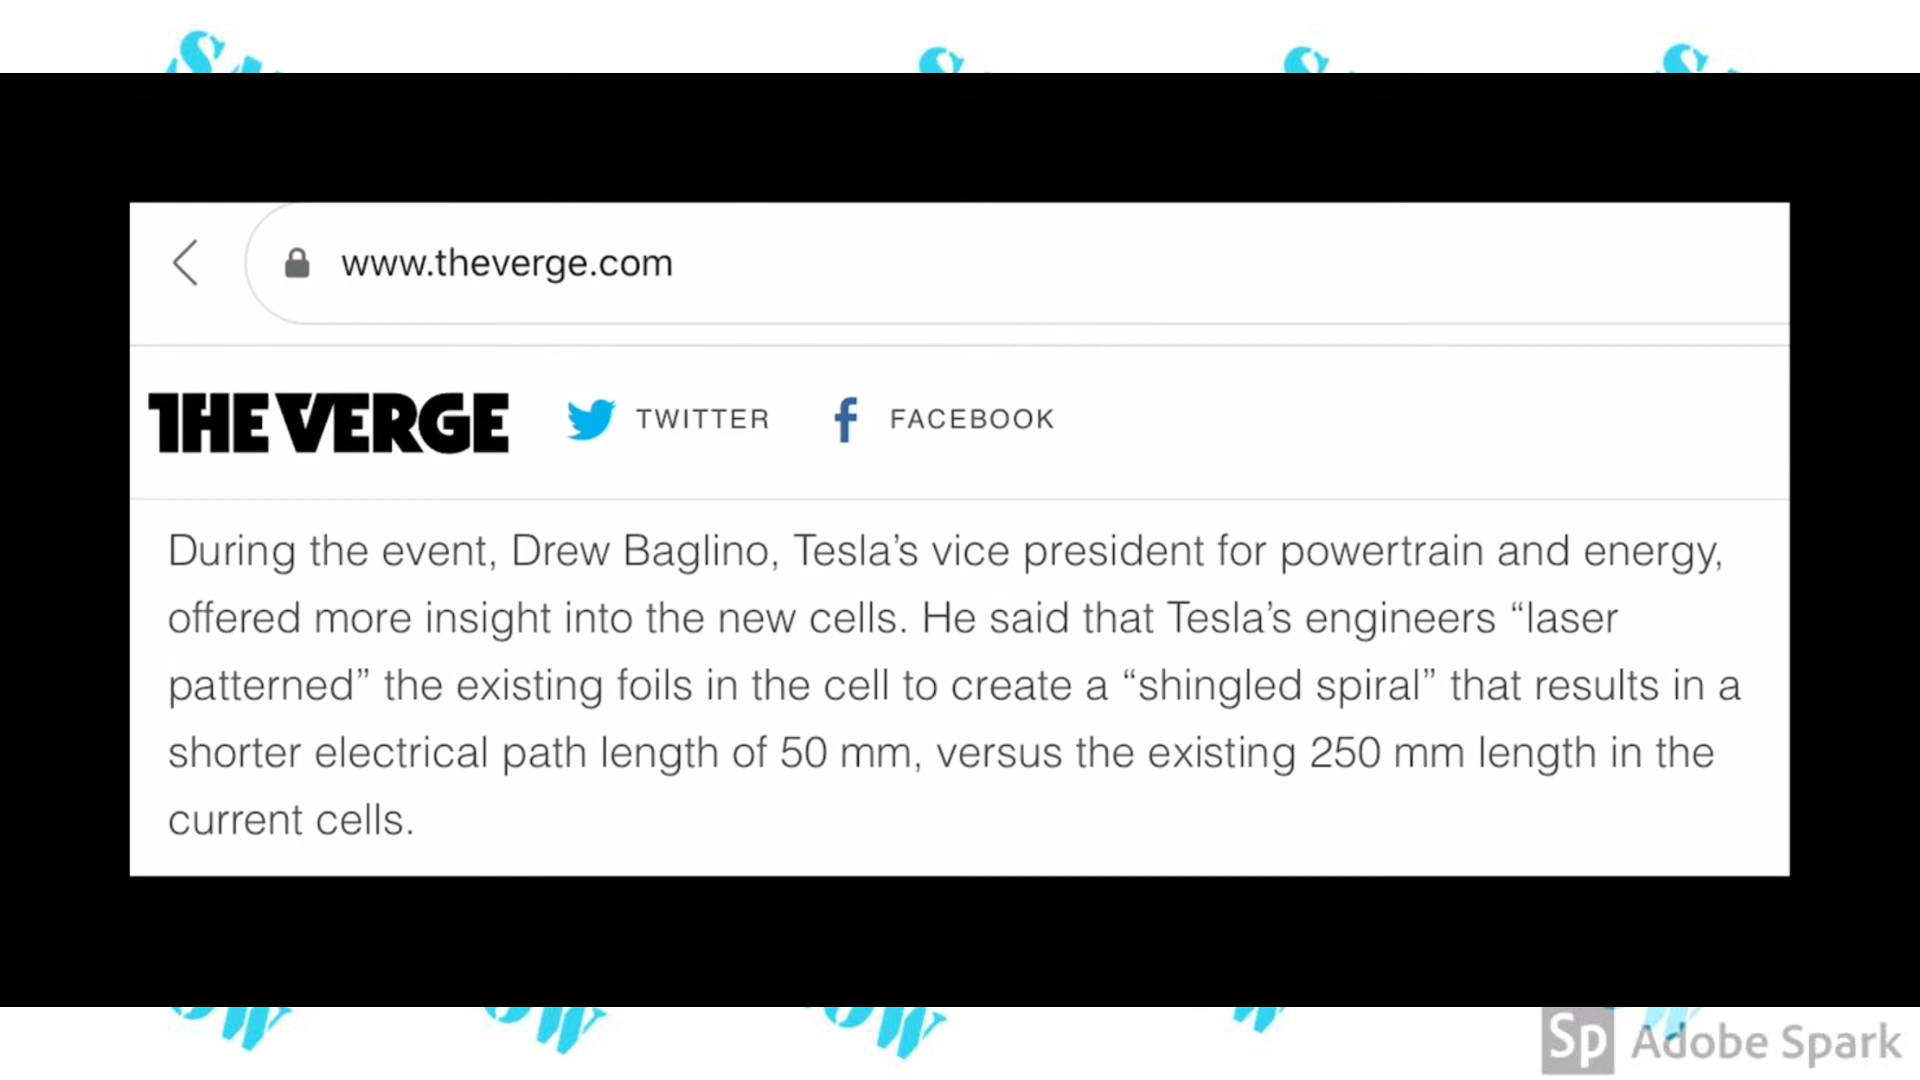 www.theverge.com
THE VERGE TWITTER f FACEBOOK
During the event, Drew Baglino, Tesla’s vice president for powertrain and energy,
offered more insight into the new cells. He said that Tesla’s engineers “laser
patterned” the existing foils in the cell to create a “shingled spiral” that results in a
shorter electrical path length of 50 mm, versus the existing 250 mm length in the
current cells.
Sp Adobe Spark